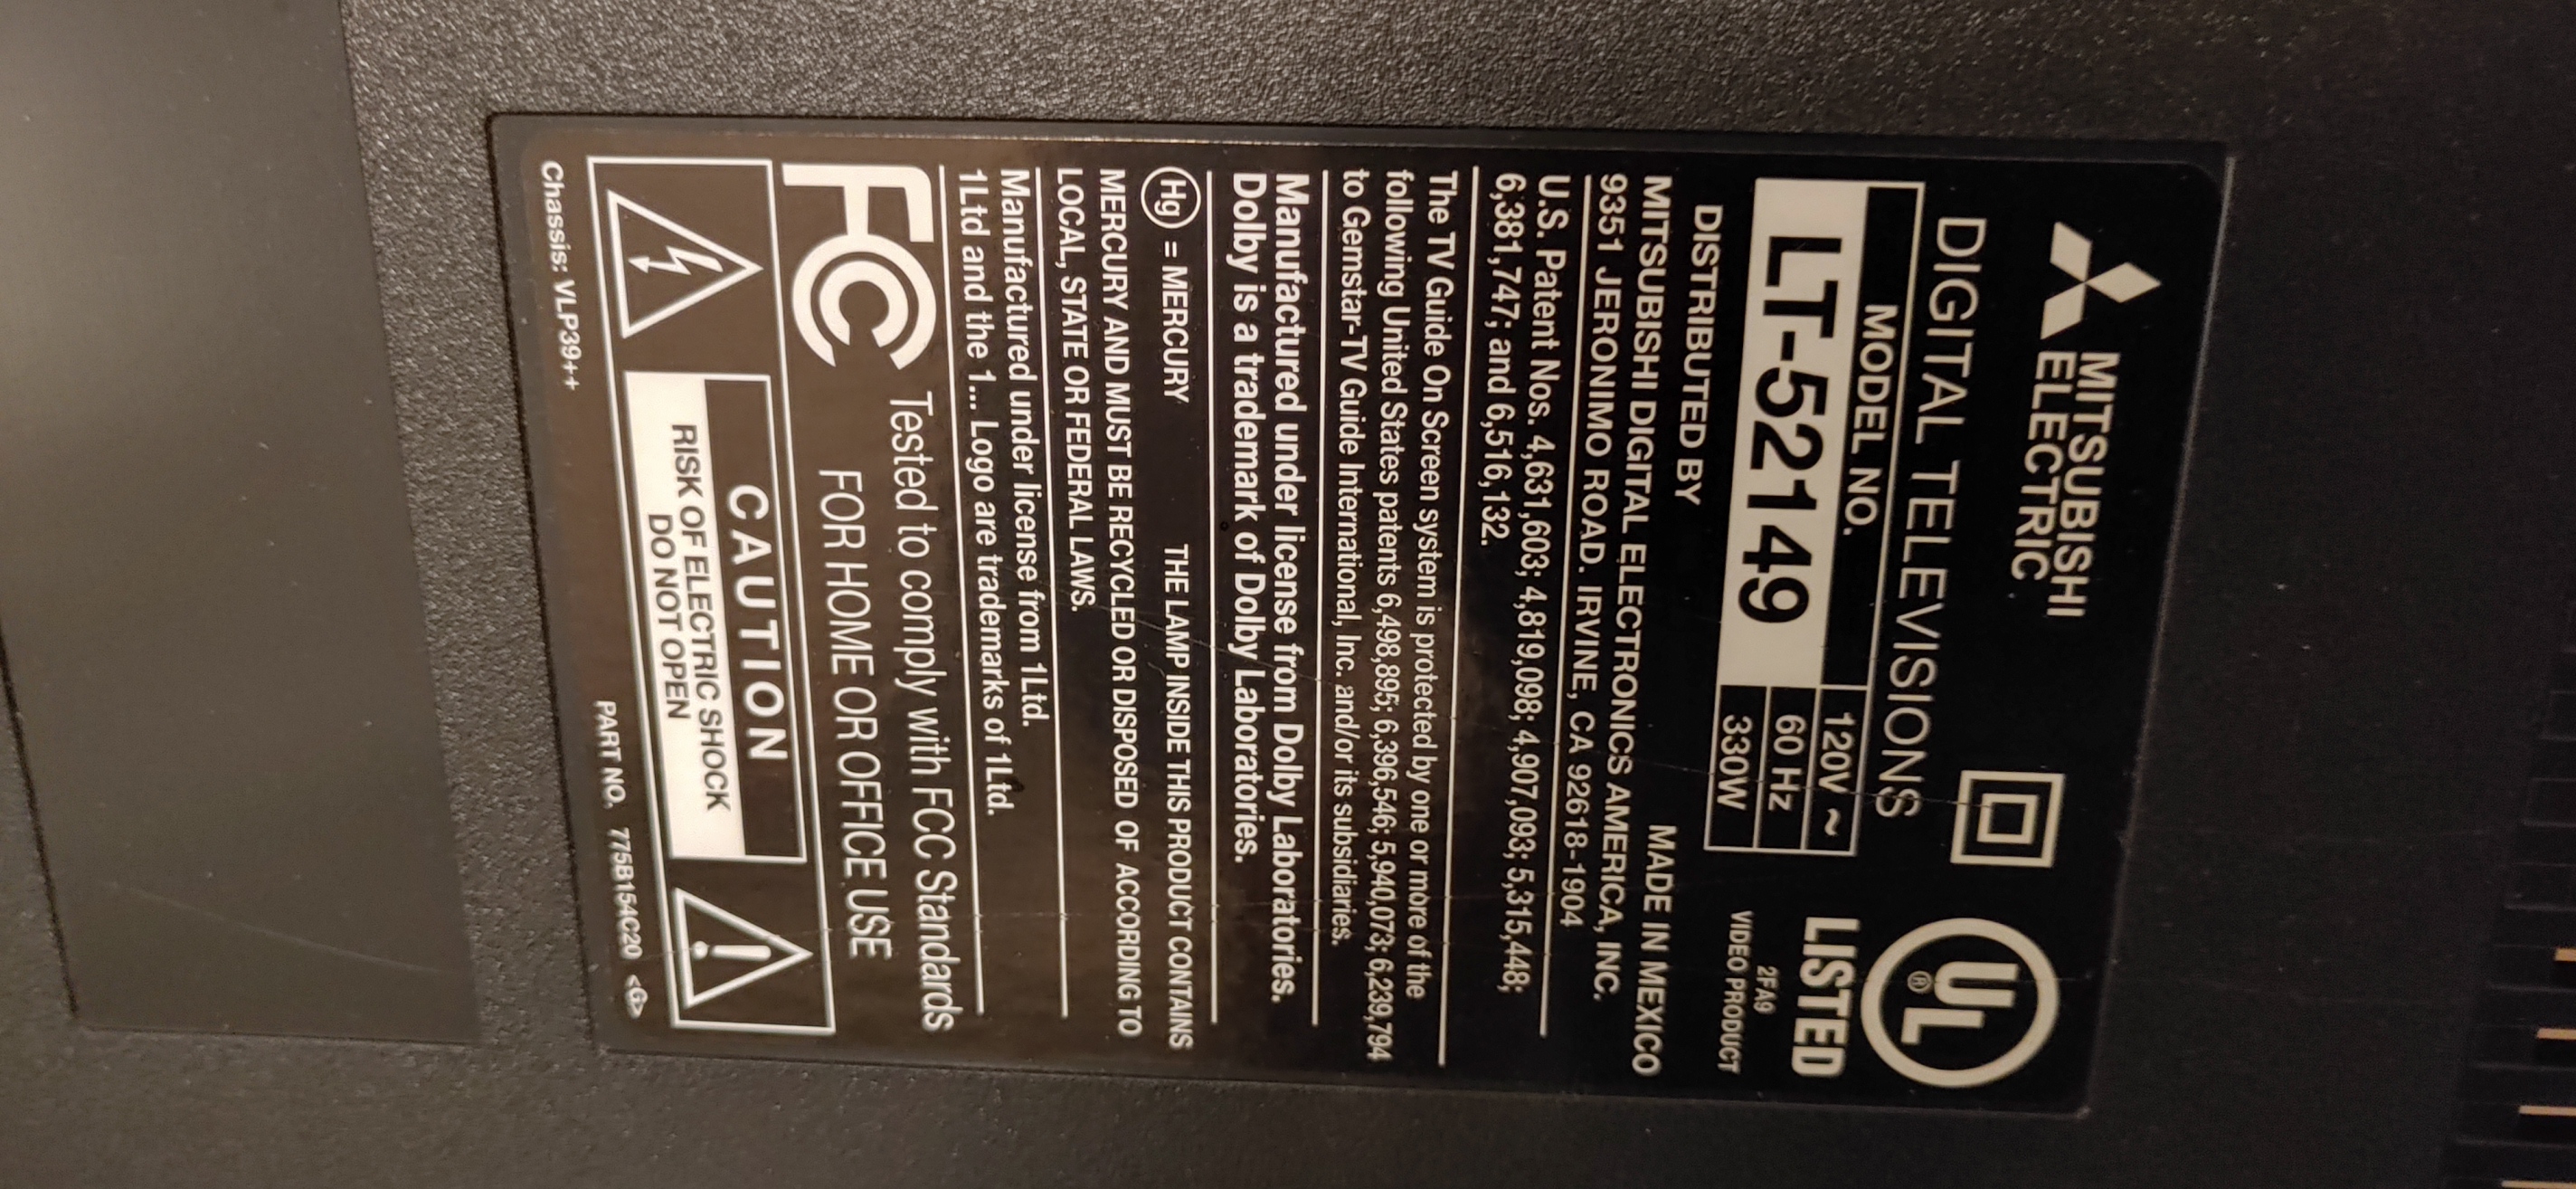 MITSUBISHI
ELECTRIC
DIGITAL TELEVISIONS
UL
®
LISTED
2FA9
VIDEO PRODUCT
MODEL NO.
LT-52149
120V ~
60 Hz
330W
DISTRIBUTED BY
MADE IN MEXICO
MITSUBISHI DIGITAL ELECTRONICS AMERICA, INC.
9351 JERONIMO ROAD. IRVINE, CA 92618-1904
U.S. Patent Nos. 4,631,603; 4,819,098; 4,907,093; 5,315,448;
6,381,747; and 6,516,132.
The TV Guide On Screen system is protected by one or more of the
following United States patents 6,498,895; 6,396,546; 5,940,073; 6,239,794
to Gemstar-TV Guide International, Inc. and/or its subsidiaries.
Manufactured under license from Dolby Laboratories.
Dolby is a trademark of Dolby Laboratories.
Hg = MERCURY THE LAMP INSIDE THIS PRODUCT CONTAINS
MERCURY AND MUST BE RECYCLED OR DISPOSED OF ACCORDING TO
LOCAL, STATE OR FEDERAL LAWS.
Manufactured under license from 1Ltd.
1Ltd and the 1... Logo are trademarks of 1Ltd.
FC Tested to comply with FCC Standards
FOR HOME OR OFFICE USE
CAUTION
RISK OF ELECTRIC SHOCK
DO NOT OPEN
Chassis: VLP39++
PART NO. 775B154C20 <G>